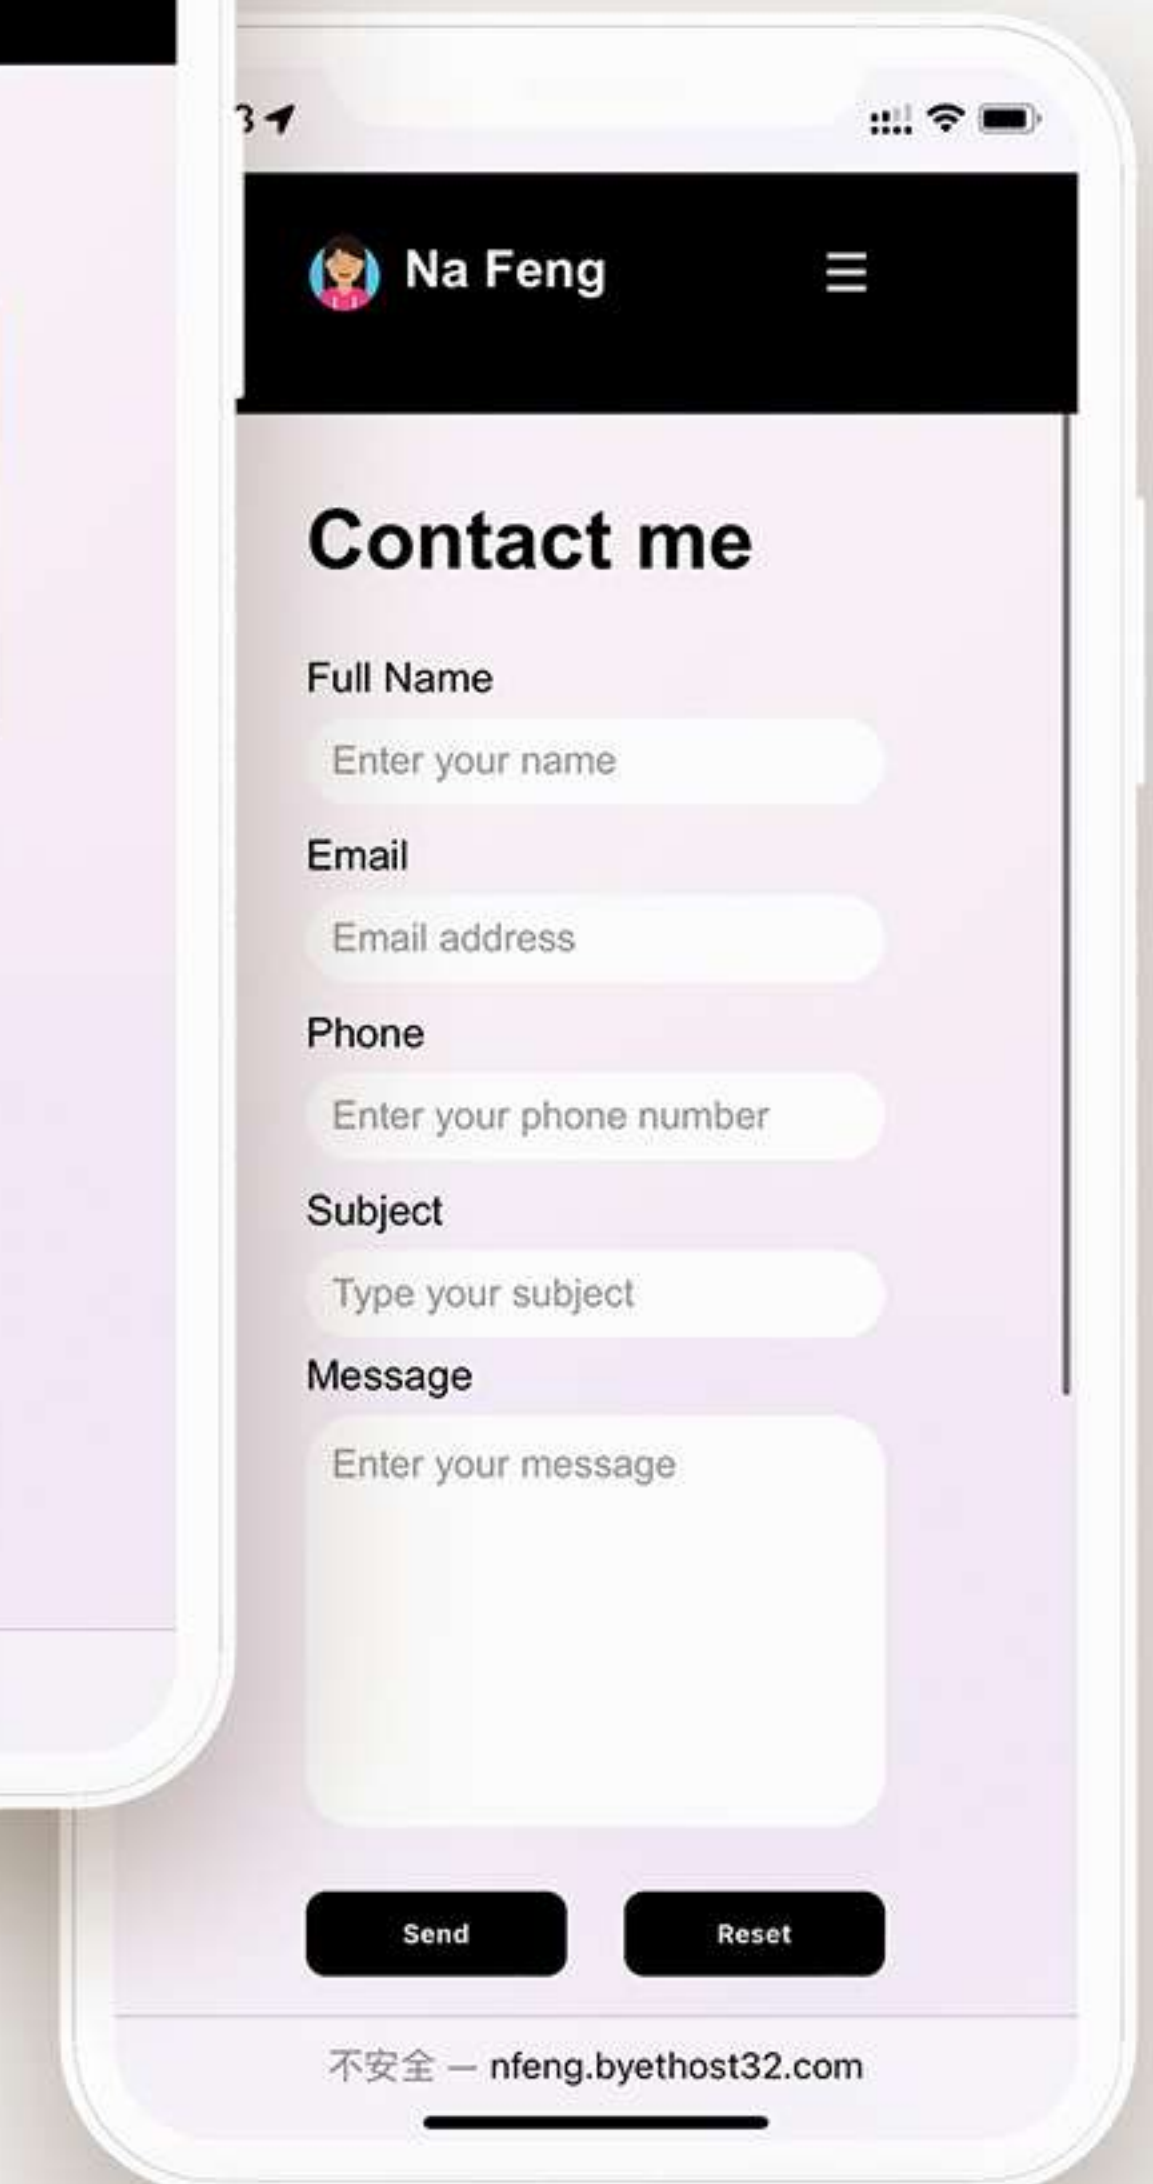 3
Na Feng
Contact me
Full Name
Enter your name
Email
Email address
Phone
Enter your phone number
Subject
Type your subject
Message
Enter your message
Send Reset
不安全 — nfeng.byethost32.com